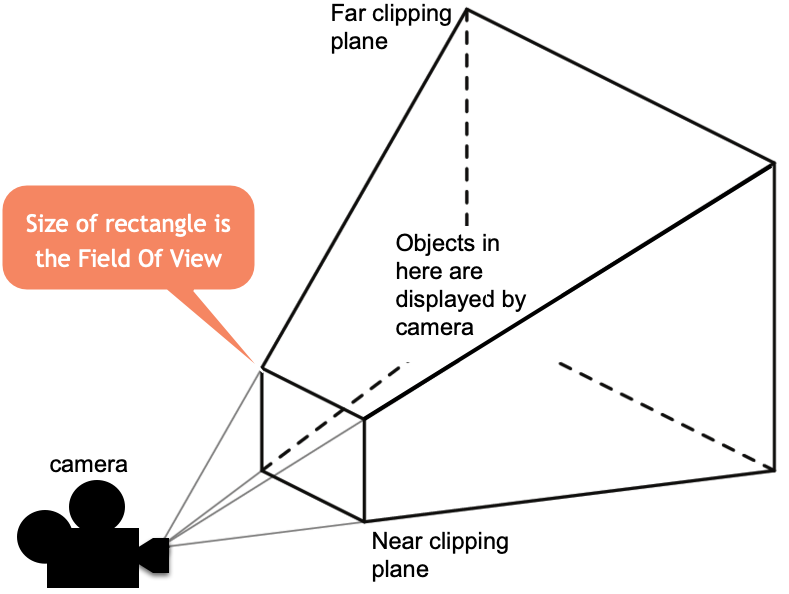 Far clipping
plane
Size of rectangle is
the Field Of View
Objects in
here are
displayed by
camera
camera
Near clipping
plane